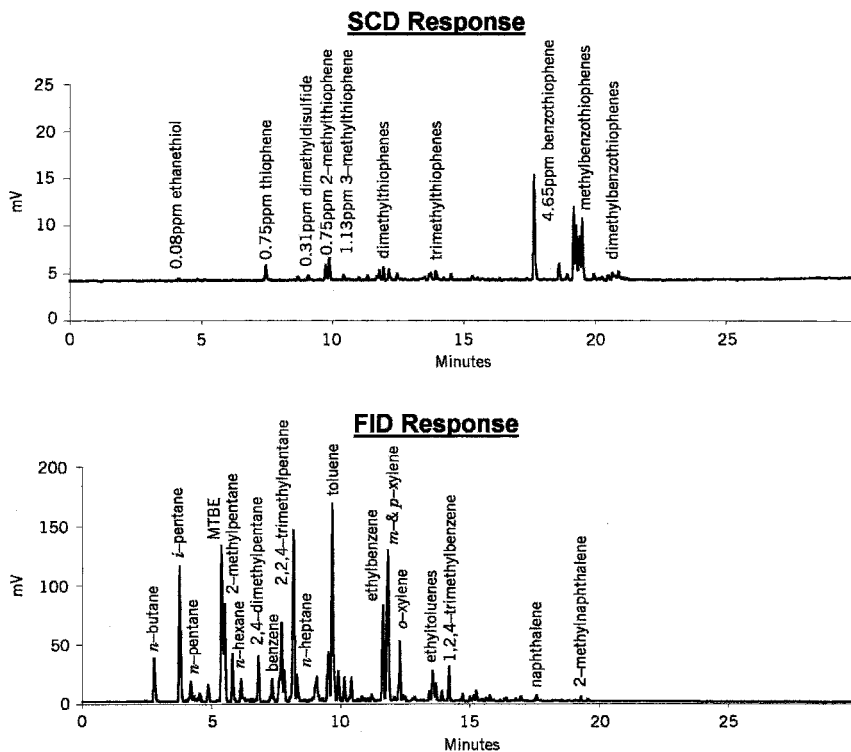 SCD Response
25
20
15
10
5
0
mV
0.08ppm ethanethiol
0.75ppm thiophene
0.31ppm dimethyldisulfide
0.75ppm 2–methylthiophene
1.13ppm 3–methylthiophene
dimethylthiophenes
trimethylthiophenes
4.65ppm benzothiophene
methylbenzothiophenes
dimethylbenzothiophenes
0 5 10 15 20 25
Minutes
FID Response
200
150
100
50
0
mV
n–butane
i–pentane
n–pentane
MTBE
2–methylpentane
n–hexane
2,4–dimethylpentane
benzene
2,2,4–trimethylpentane
n–heptane
toluene
ethylbenzene
m–& p–xylene
o–xylene
ethyltoluenes
1,2,4–trimethylbenzene
naphthalene
2–methylnaphthalene
0 5 10 15 20 25
Minutes